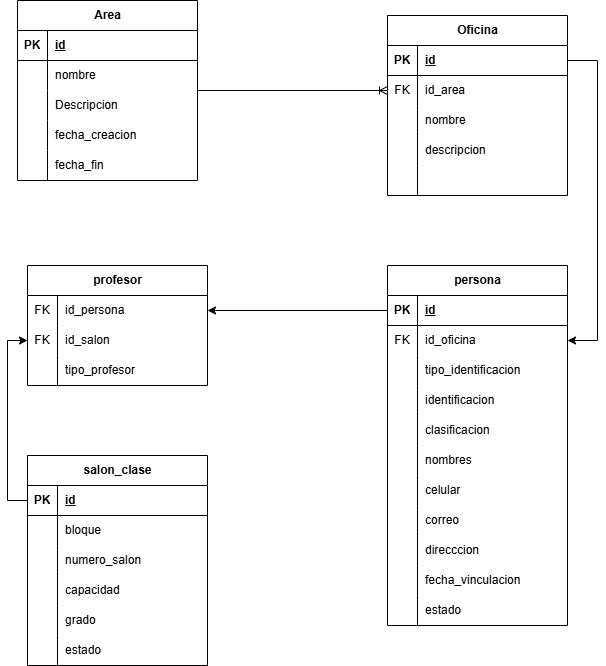 Area
PK id
nombre
Descripcion
fecha_creacion
fecha_fin
Oficina
PK id
FK id_area
nombre
descripcion
profesor
FK id_persona
FK id_salon
tipo_profesor
persona
PK id
FK id_oficina
tipo_identificacion
identificacion
clasificacion
nombres
celular
correo
direcccion
fecha_vinculacion
estado
salon_clase
PK id
bloque
numero_salon
capacidad
grado
estado